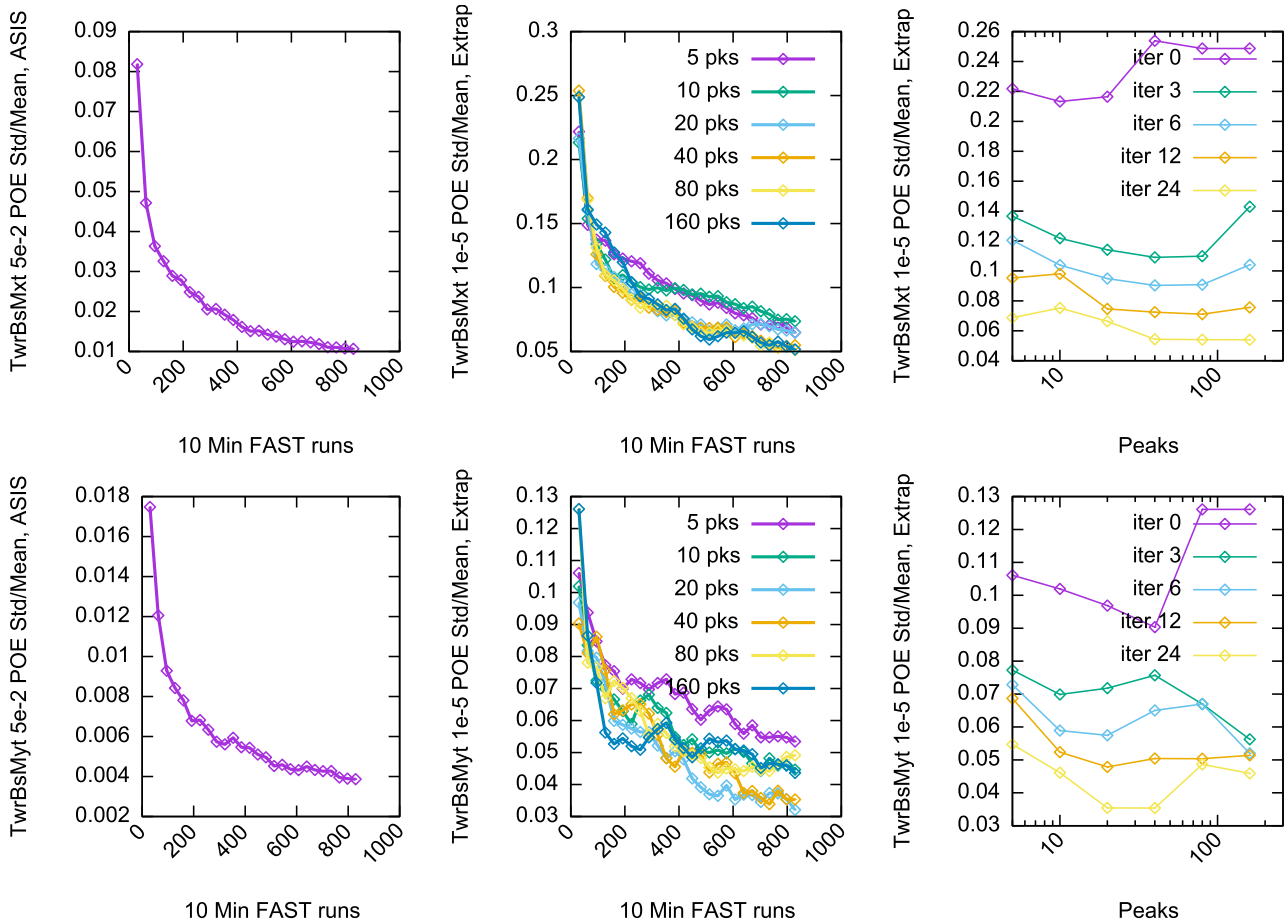 TwrBsMxt 5e-2 POE Std/Mean, ASIS
0.09
0.08
0.07
0.06
0.05
0.04
0.03
0.02
0.01
0
200
400
600
800
1000
10 Min FAST runs
TwrBsMxt 1e-5 POE Std/Mean, Extrap
0.3
0.25
0.2
0.15
0.1
0.05
5 pks
10 pks
20 pks
40 pks
80 pks
160 pks
0
200
400
600
800
1000
10 Min FAST runs
TwrBsMxt 1e-5 POE Std/Mean, Extrap
0.26
0.24
0.22
0.2
0.18
0.16
0.14
0.12
0.1
0.08
0.06
0.04
iter 0
iter 3
iter 6
iter 12
iter 24
10
100
Peaks
TwrBsMyt 5e-2 POE Std/Mean, ASIS
0.018
0.016
0.014
0.012
0.01
0.008
0.006
0.004
0.002
0
200
400
600
800
1000
10 Min FAST runs
TwrBsMyt 1e-5 POE Std/Mean, Extrap
0.13
0.12
0.11
0.1
0.09
0.08
0.07
0.06
0.05
0.04
0.03
5 pks
10 pks
20 pks
40 pks
80 pks
160 pks
0
200
400
600
800
1000
10 Min FAST runs
TwrBsMyt 1e-5 POE Std/Mean, Extrap
0.13
0.12
0.11
0.1
0.09
0.08
0.07
0.06
0.05
0.04
0.03
iter 0
iter 3
iter 6
iter 12
iter 24
10
100
Peaks